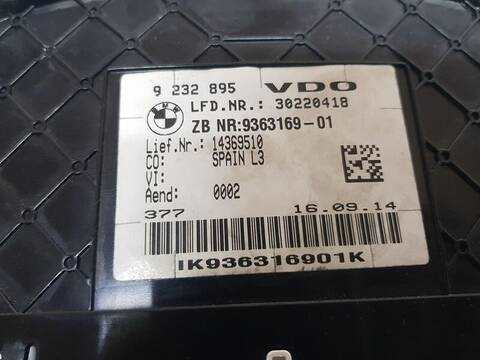 9 232 895 VDO
BMW LFD.NR.: 30220418
ZB NR:9363169-01
Lief.Nr.: 14369510
CO: SPAIN L3
VI:
Aend: 0002
377 16.09.14
IK936316901K